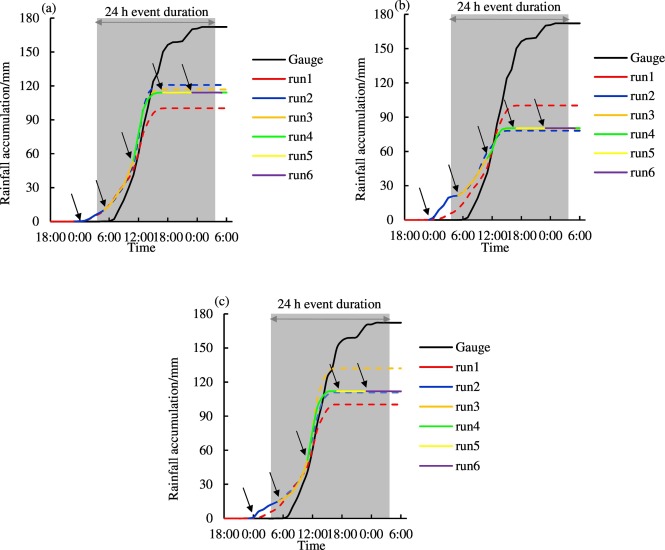 (a)
24 h event duration
180
150
120
90
60
30
0
Rainfall accumulation/mm
18:00 0:00 6:00 12:00 18:00 0:00 6:00
Time
Gauge
run1
run2
run3
run4
run5
run6
(b)
24 h event duration
180
150
120
90
60
30
0
Rainfall accumulation/mm
18:00 0:00 6:00 12:00 18:00 0:00 6:00
Time
Gauge
run1
run2
run3
run4
run5
run6
(c)
24 h event duration
180
150
120
90
60
30
0
Rainfall accumulation/mm
18:00 0:00 6:00 12:00 18:00 0:00 6:00
Time
Gauge
run1
run2
run3
run4
run5
run6